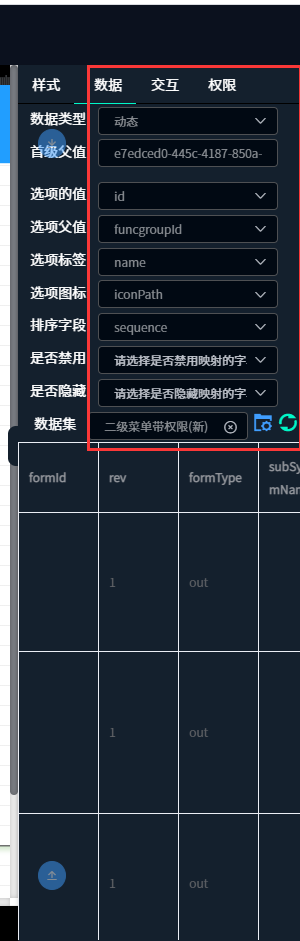 样式 数据 交互 权限
数据类型 动态
首级父值 e7edced0-445c-4187-850a-
选项的值 id
选项父值 funcgroupId
选项标签 name
选项图标 iconPath
排序字段 sequence
是否禁用 请选择是否禁用映射的字
是否隐藏 请选择是否隐藏映射的字
数据集 二级菜单带权限(新)
formId rev formType subSy
mNar
1 out
1 out
1 out